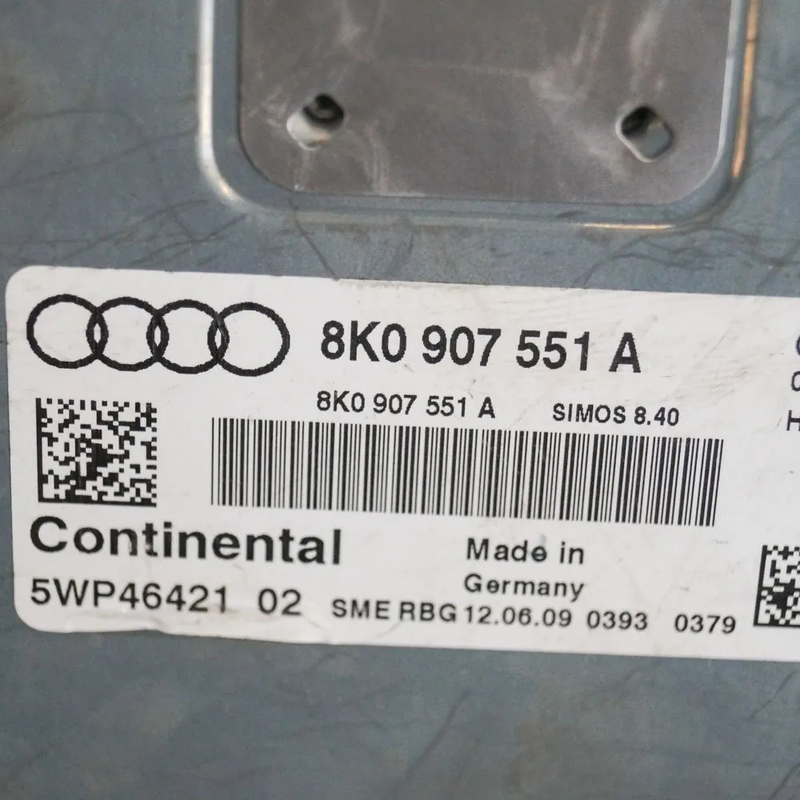 8K0 907 551 A
8K0 907 551 A SIMOS 8.40
Continental
Made in
Germany
5WP46421 02 SME RBG 12.06.09 0393 0379
H